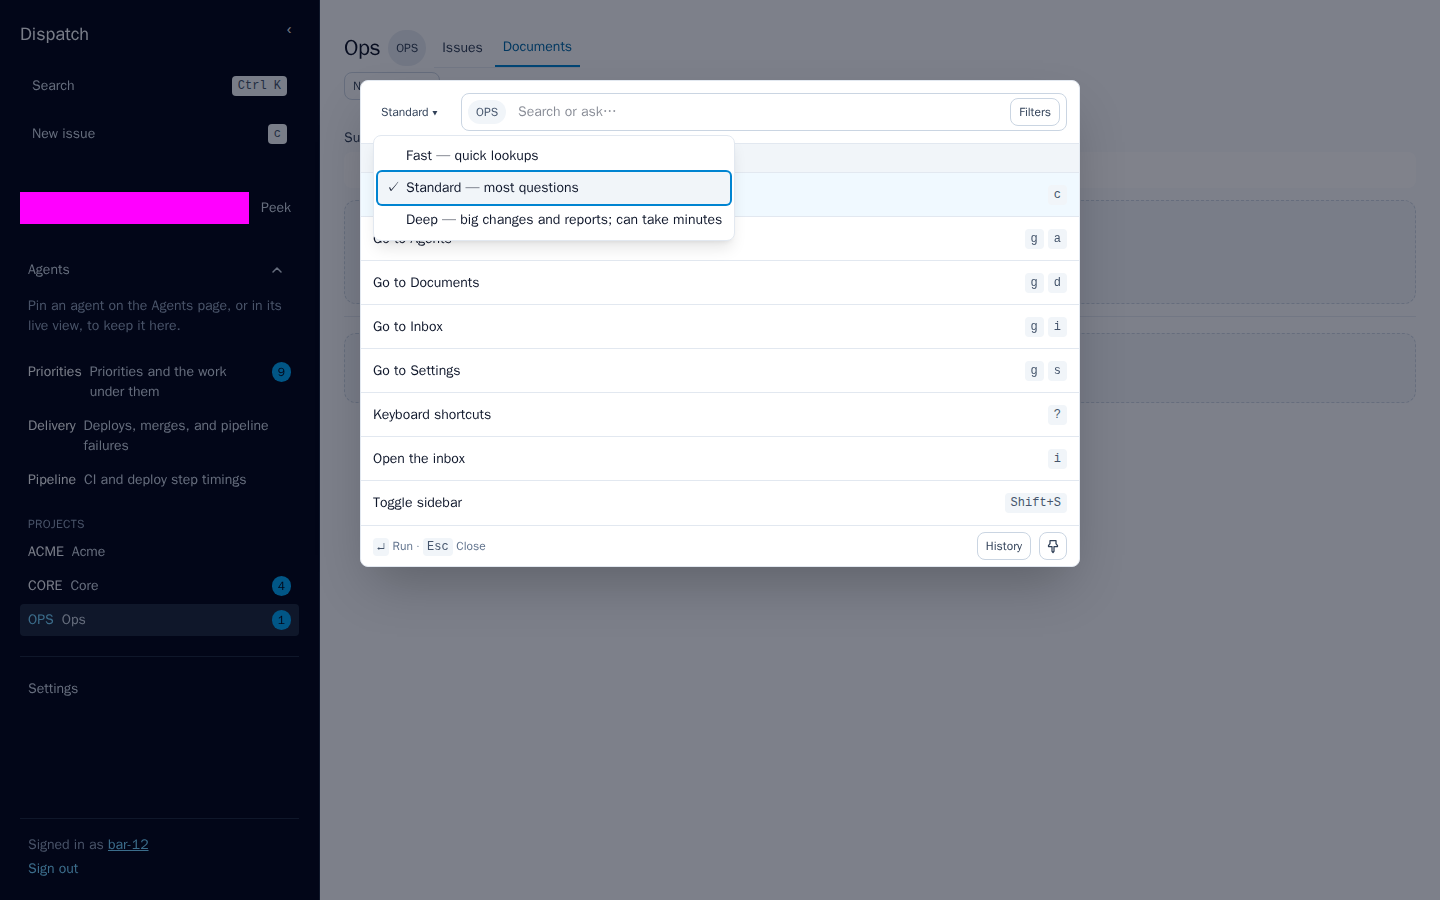 Dispatch
Search
Ctrl K
New issue
c
Peek
Agents
Pin an agent on the Agents page, or in its
live view, to keep it here.
Priorities Priorities and the work
under them
9
Delivery Deploys, merges, and pipeline
failures
Pipeline CI and deploy step timings
PROJECTS
ACME Acme
CORE Core
4
OPS Ops
1
Settings
Signed in as bar-12
Sign out
Ops OPS Issues Documents
Standard ▾
OPS Search or ask…
Filters
Fast — quick lookups
✓ Standard — most questions
Deep — big changes and reports; can take minutes
c
Go to Agents
g a
Go to Documents
g d
Go to Inbox
g i
Go to Settings
g s
Keyboard shortcuts
?
Open the inbox
i
Toggle sidebar
Shift+S
↵ Run · Esc Close
History